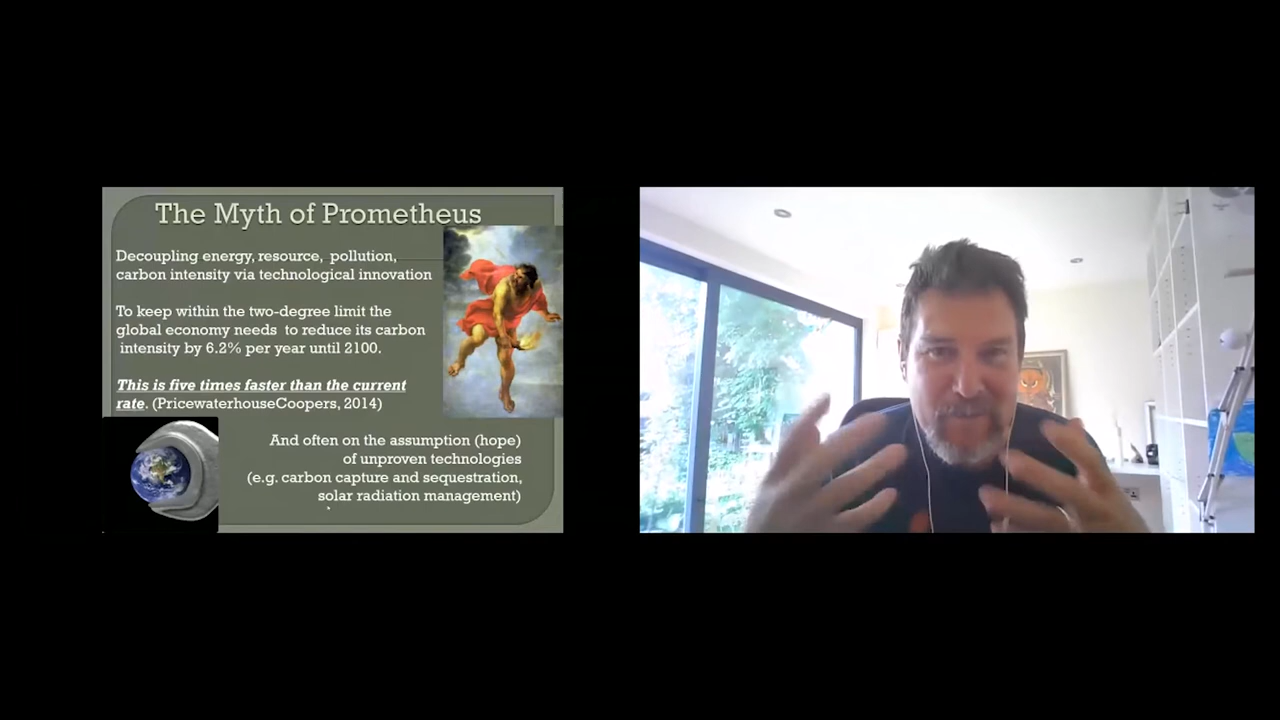 The Myth of Prometheus
Decoupling energy, resource, pollution,
carbon intensity via technological innovation
To keep within the two-degree limit the
global economy needs to reduce its carbon
intensity by 6.2% per year until 2100.
This is five times faster than the current
rate. (PricewaterhouseCoopers, 2014)
And often on the assumption (hope)
of unproven technologies
(e.g. carbon capture and sequestration,
solar radiation management)